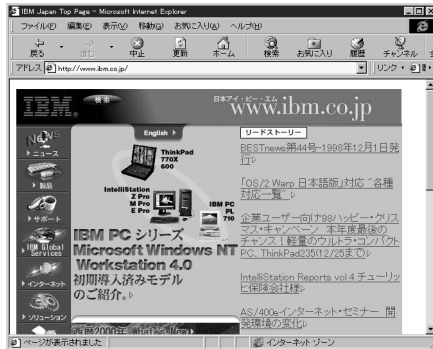 IBM Japan Top Page - Microsoft Internet Explorer
ファイル(F) 編集(E) 表示(V) 移動(G) お気に入り(A) ヘルプ(H)
戻る 進む 中止 更新 ホーム 検索 お気に入り 履歴 チャンネル
アドレス http://www.ibm.co.jp/ リンク
IBM 検索 日本アイ・ビー・エム www.ibm.co.jp
English
リードストーリー
News
ニュース
製品
サポート
IBM Global Services
インターネット
ソリューション
ThinkPad 770X 600
IntelliStation Z Pro M Pro E Pro
IBM PC PL 710
IBM PC シリーズ
Microsoft Windows NT
Workstation 4.0
初期導入済みモデル
のご紹介。
西暦2000年 What's New
BESTnews第44号-1998年12月1日発
行
「OS/2 Warp 日本語版」対応 "各種
対応一覧"
企業ユーザー向け98ハッピー・クリス
マス・キャンペーン 本年度最後の
チャンス！軽量のウルトラ・コンパクト
PC, ThinkPad235(12/25まで)
IntelliStation Reports vol.4 チューリッ
ヒ保険会社様
AS/400eインターネット・セミナー 開
発環境の変化
ページが表示されました インターネット ゾーン